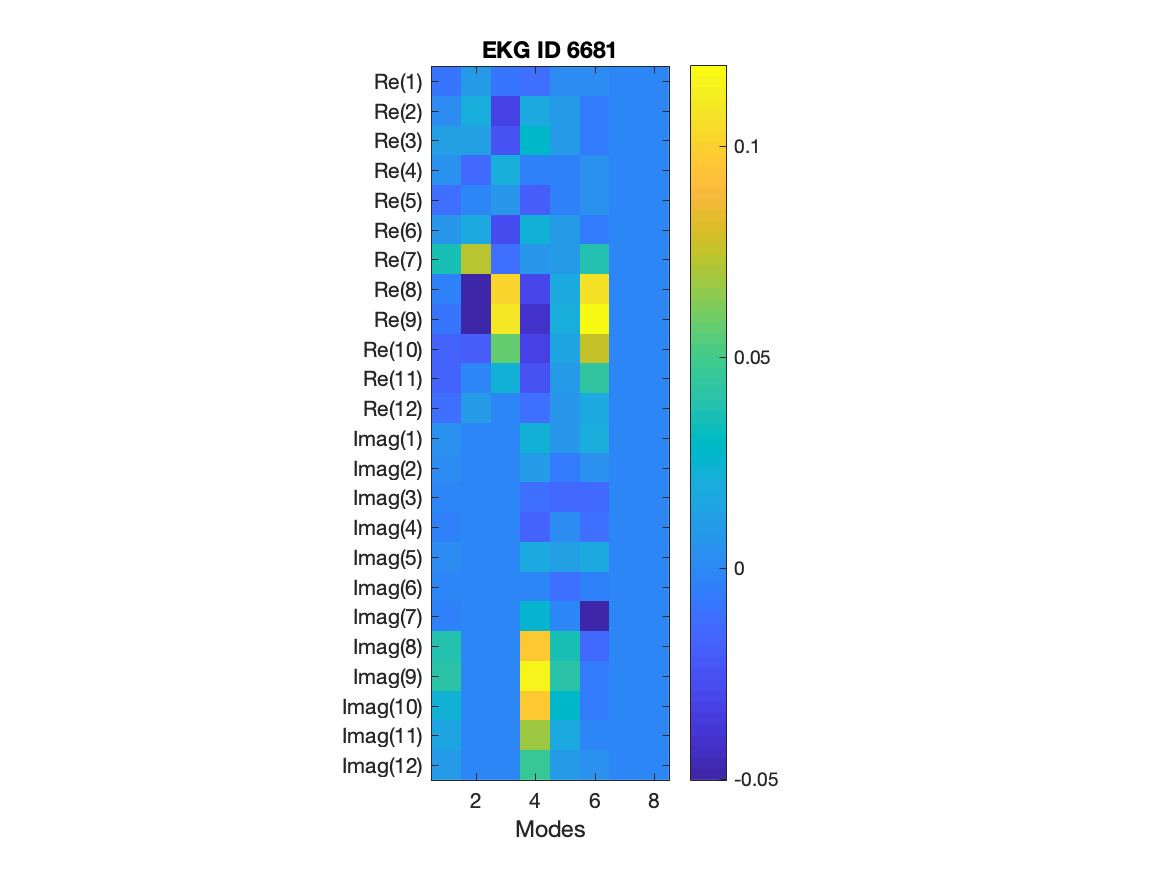 EKG ID 6681
Re(1)
Re(2)
Re(3)
Re(4)
Re(5)
Re(6)
Re(7)
Re(8)
Re(9)
Re(10)
Re(11)
Re(12)
Imag(1)
Imag(2)
Imag(3)
Imag(4)
Imag(5)
Imag(6)
Imag(7)
Imag(8)
Imag(9)
Imag(10)
Imag(11)
Imag(12)
2 4 6 8
Modes
0.1
0.05
0
-0.05